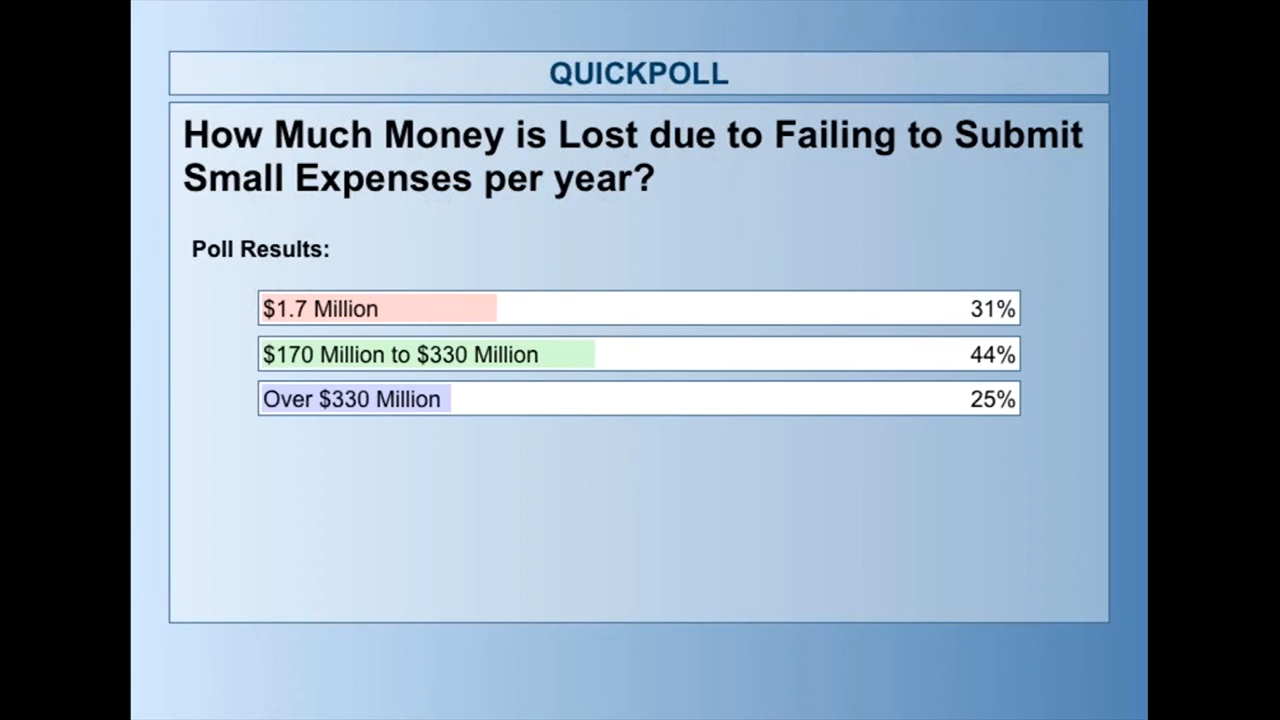 QUICKPOLL
How Much Money is Lost due to Failing to Submit
Small Expenses per year?
Poll Results:
$1.7 Million 31%
$170 Million to $330 Million 44%
Over $330 Million 25%